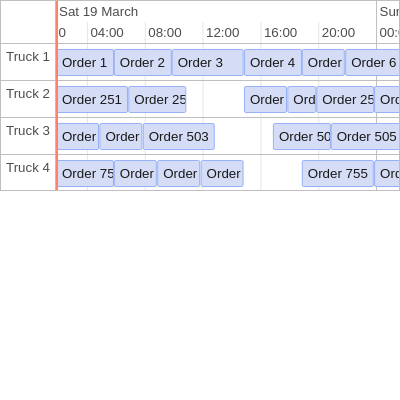 Sat 19 March Sun
0 04:00 08:00 12:00 16:00 20:00 00:
Truck 1 Order 1 Order 2 Order 3 Order 4 Order Order 6
Truck 2 Order 251 Order 25 Order Ord Order 25 Ord
Truck 3 Order Order Order 503 Order 50 Order 505
Truck 4 Order 75 Order Order Order Order 755 Ord